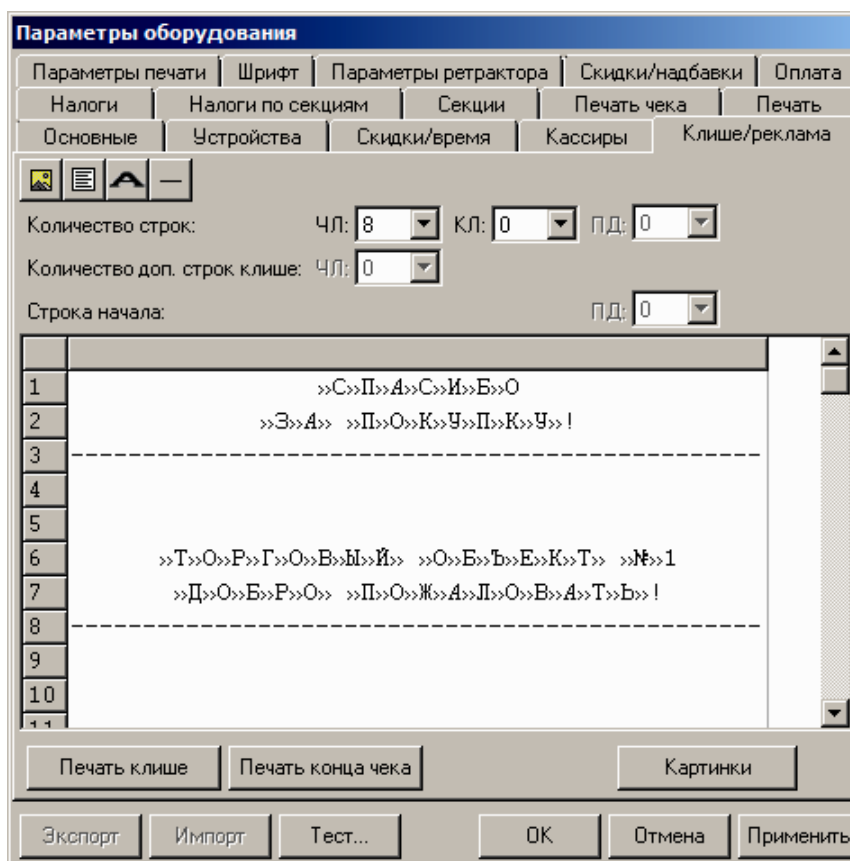 Параметры оборудования
Параметры печати Шрифт Параметры ретрактора Скидки/надбавки Оплата
Налоги Налоги по секциям Секции Печать чека Печать
Основные Устройства Скидки/время Кассиры Клише/реклама
Количество строк: ЧЛ: 8 КЛ: 0 ПД: 0
Количество доп. строк клише: ЧЛ: 0
Строка начала: ПД: 0
1 »С»П»А»С»И»Б»О
2 »З»А» »П»О»К»У»П»К»У»!
3 ------------------------------------------------
4
5
6 »Т»О»Р»Г»О»В»Ы»Й» »О»Б»Ъ»Е»К»Т» »№»1
7 »Д»О»Б»Р»О» »П»О»Ж»А»Л»О»В»А»Т»Ь»!
8 ------------------------------------------------
9
10
11
Печать клише Печать конца чека Картинки
Экспорт Импорт Тест... OK Отмена Применить